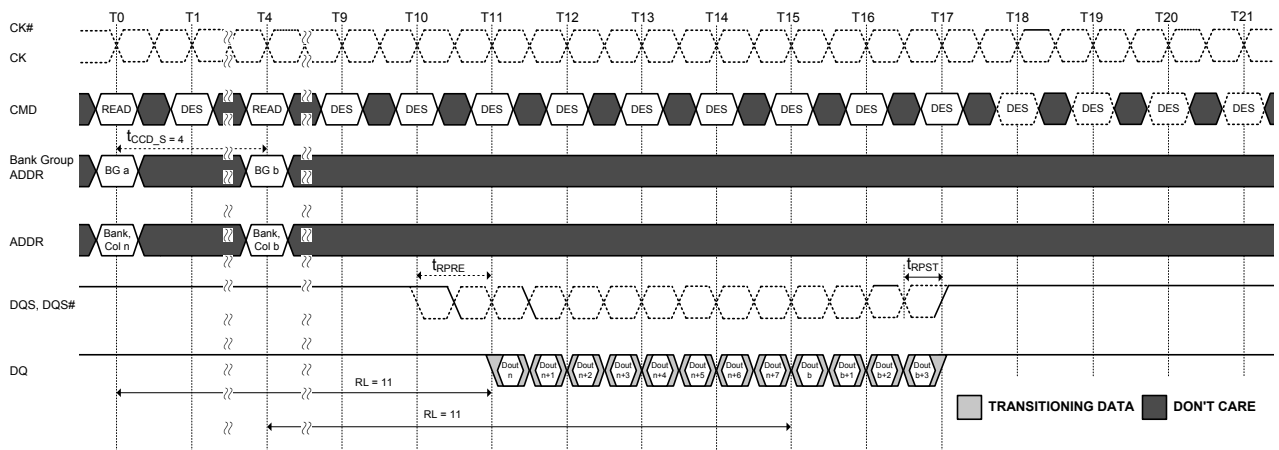 T0 T1 T4 T9 T10 T11 T12 T13 T14 T15 T16 T17 T18 T19 T20 T21
CK#
CK
CMD READ DES READ DES DES DES DES DES DES DES DES DES DES DES DES DES
tCCD_S = 4
Bank Group
ADDR
BG a BG b
ADDR
Bank,
Col n
Bank,
Col b
tRPRE tRPST
DQS, DQS#
DQ
Dout
n
Dout
n+1
Dout
n+2
Dout
n+3
Dout
n+4
Dout
n+5
Dout
n+6
Dout
n+7
Dout
b
Dout
b+1
Dout
b+2
Dout
b+3
RL = 11
RL = 11
TRANSITIONING DATA DON'T CARE